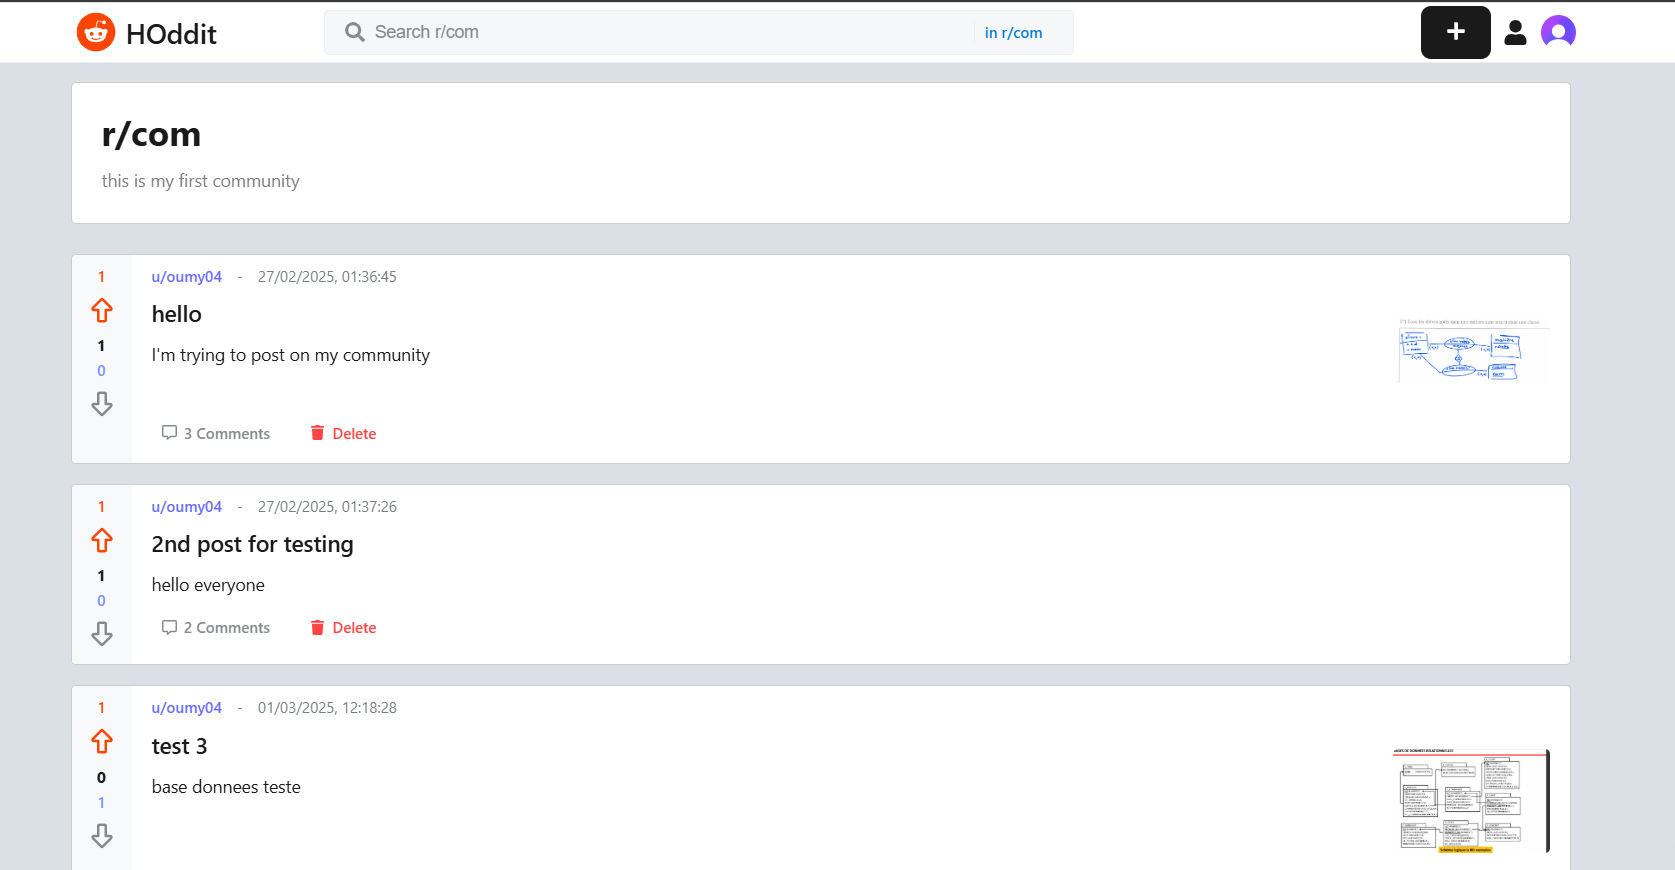 HOddit
Search r/com
in r/com
r/com
this is my first community
1
u/oumy04 - 27/02/2025, 01:36:45
hello
1
I'm trying to post on my community
0
3 Comments
Delete
1
u/oumy04 - 27/02/2025, 01:37:26
2nd post for testing
1
hello everyone
0
2 Comments
Delete
1
u/oumy04 - 01/03/2025, 12:18:28
test 3
0
base donnees teste
1